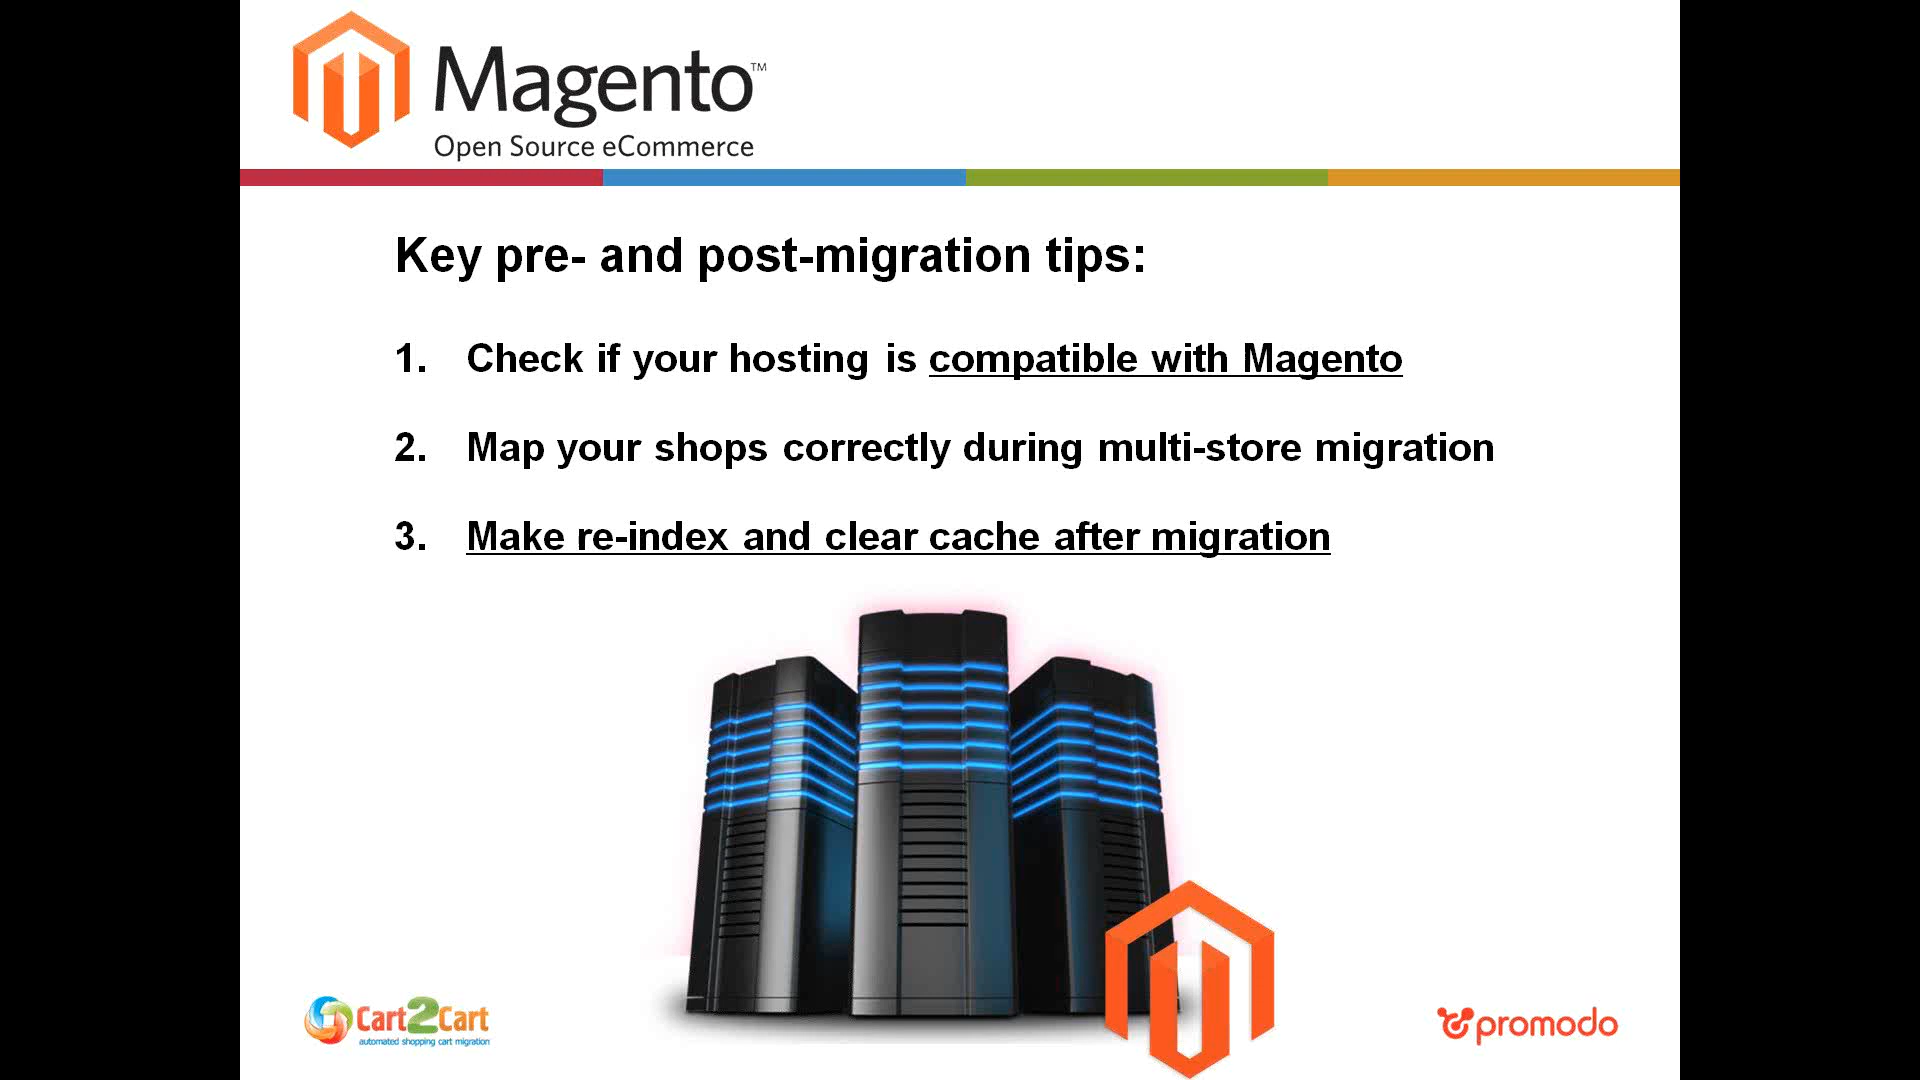 Magento™
Open Source eCommerce
Key pre- and post-migration tips:
1. Check if your hosting is compatible with Magento
2. Map your shops correctly during multi-store migration
3. Make re-index and clear cache after migration
Cart2Cart
automated shopping cart migration
promodo